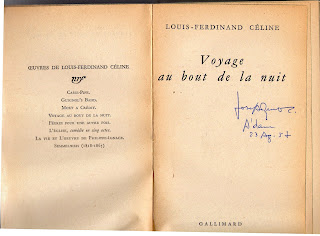 ŒUVRES DE LOUIS-FERDINAND CÉLINE
nrf
CASSE-PIPE.
GUIGNOL'S BAND.
MORT A CRÉDIT.
VOYAGE AU BOUT DE LA NUIT.
FÉERIE POUR UNE AUTRE FOIS.
L'ÉGLISE, comédie en cinq actes.
LA VIE ET L'ŒUVRE DE PHILIPPE-IGNACE
SEMMELWEIS (1818-1865)
LOUIS-FERDINAND CÉLINE
Voyage
au bout de la nuit
57
GALLIMARD